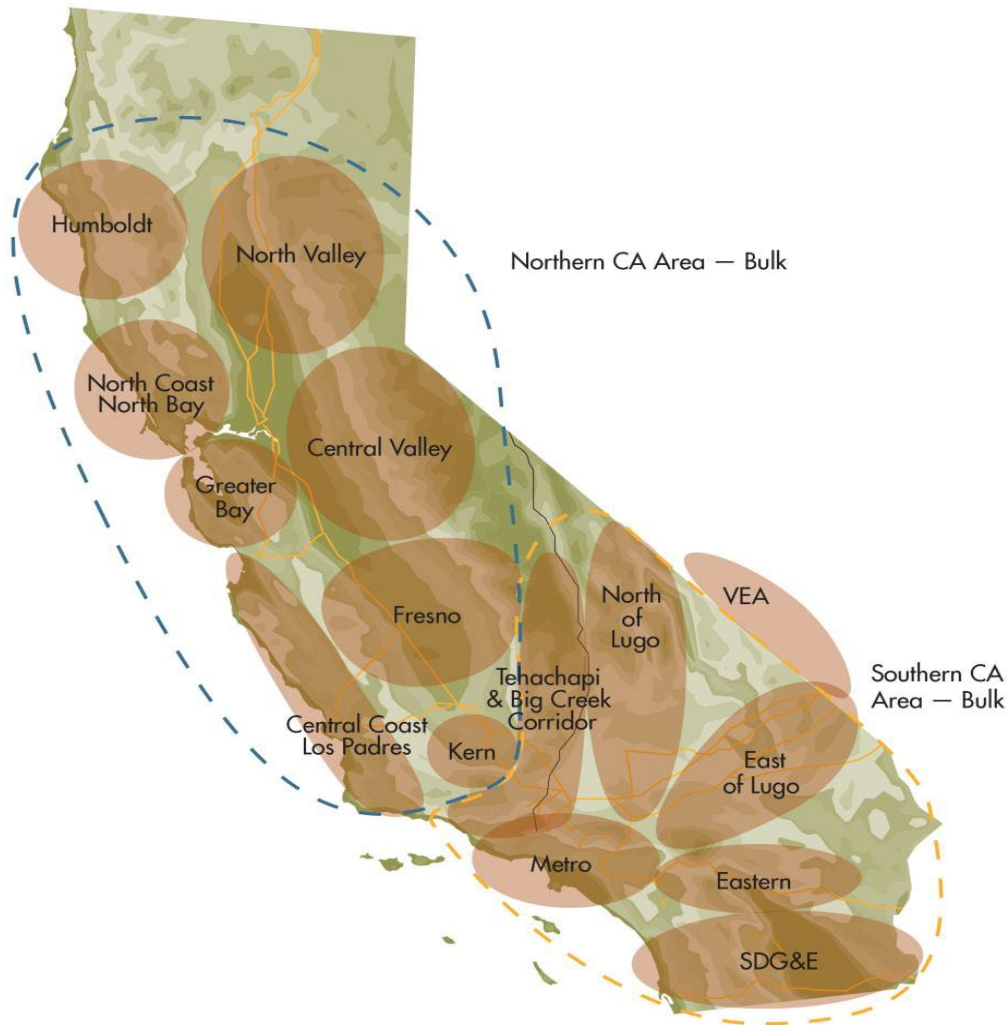 Humboldt
North Valley
Northern CA Area — Bulk
North Coast
North Bay
Central Valley
Greater
Bay
Fresno
North
of
Lugo
VEA
Southern CA
Area — Bulk
Tehachapi
& Big Creek
Corridor
Central Coast
Los Padres
Kern
East
of Lugo
Metro
Eastern
SDG&E